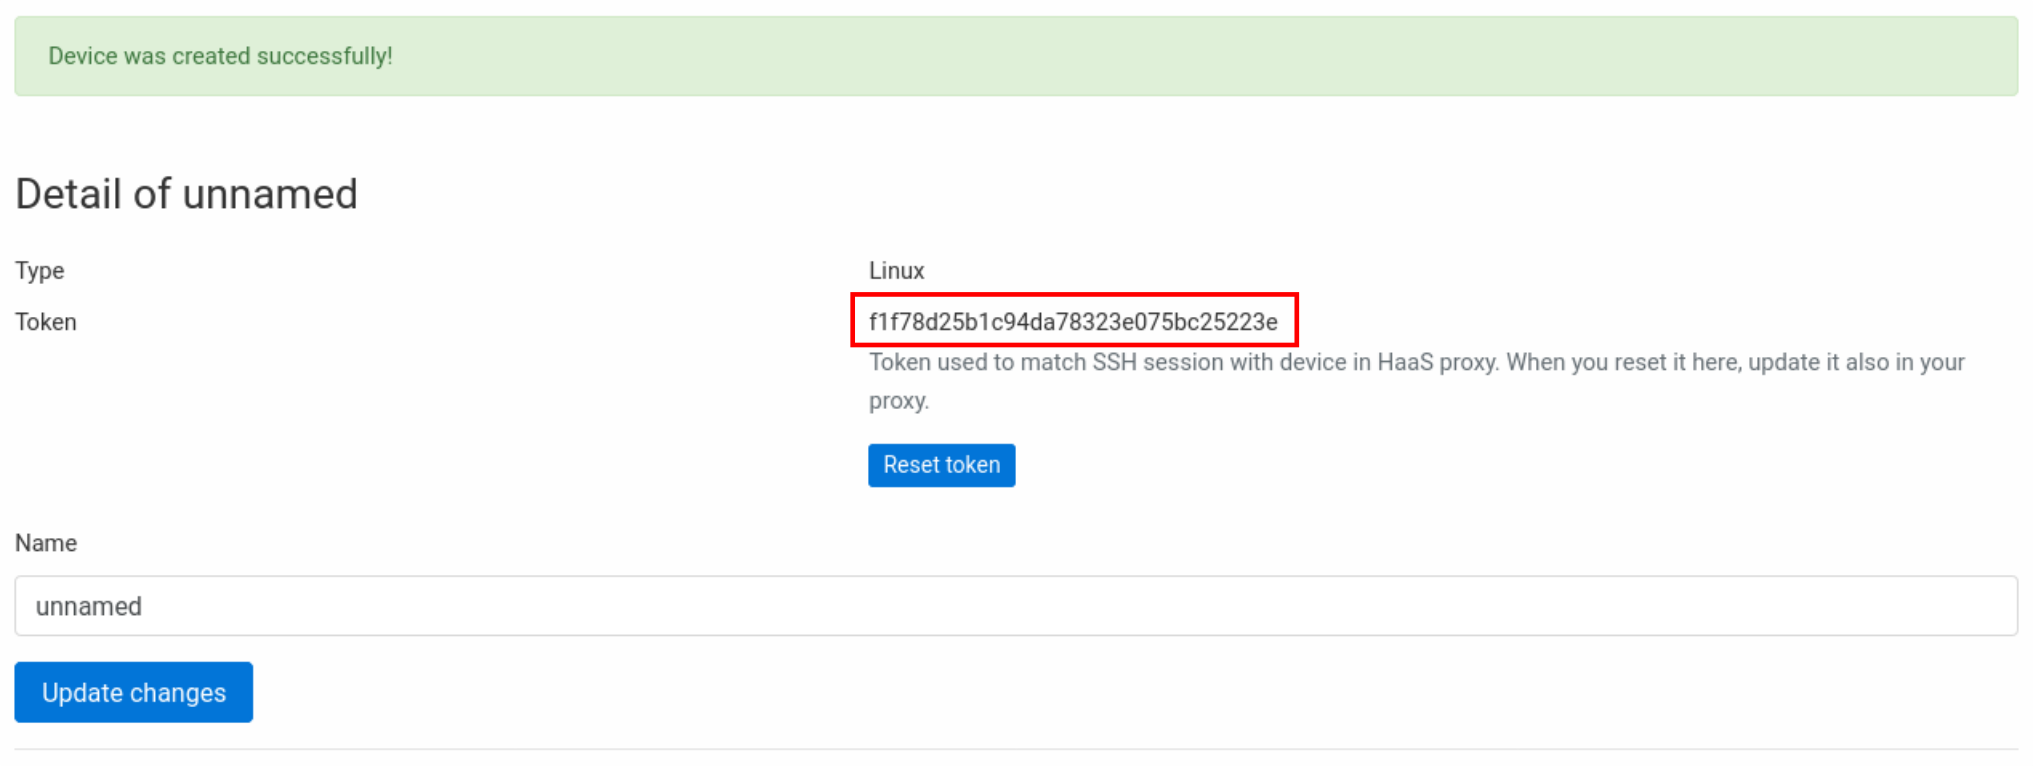 Device was created successfully!
Detail of unnamed
Type
Linux
Token
f1f78d25b1c94da78323e075bc25223e
Token used to match SSH session with device in HaaS proxy. When you reset it here, update it also in your
proxy.
Reset token
Name
unnamed
Update changes